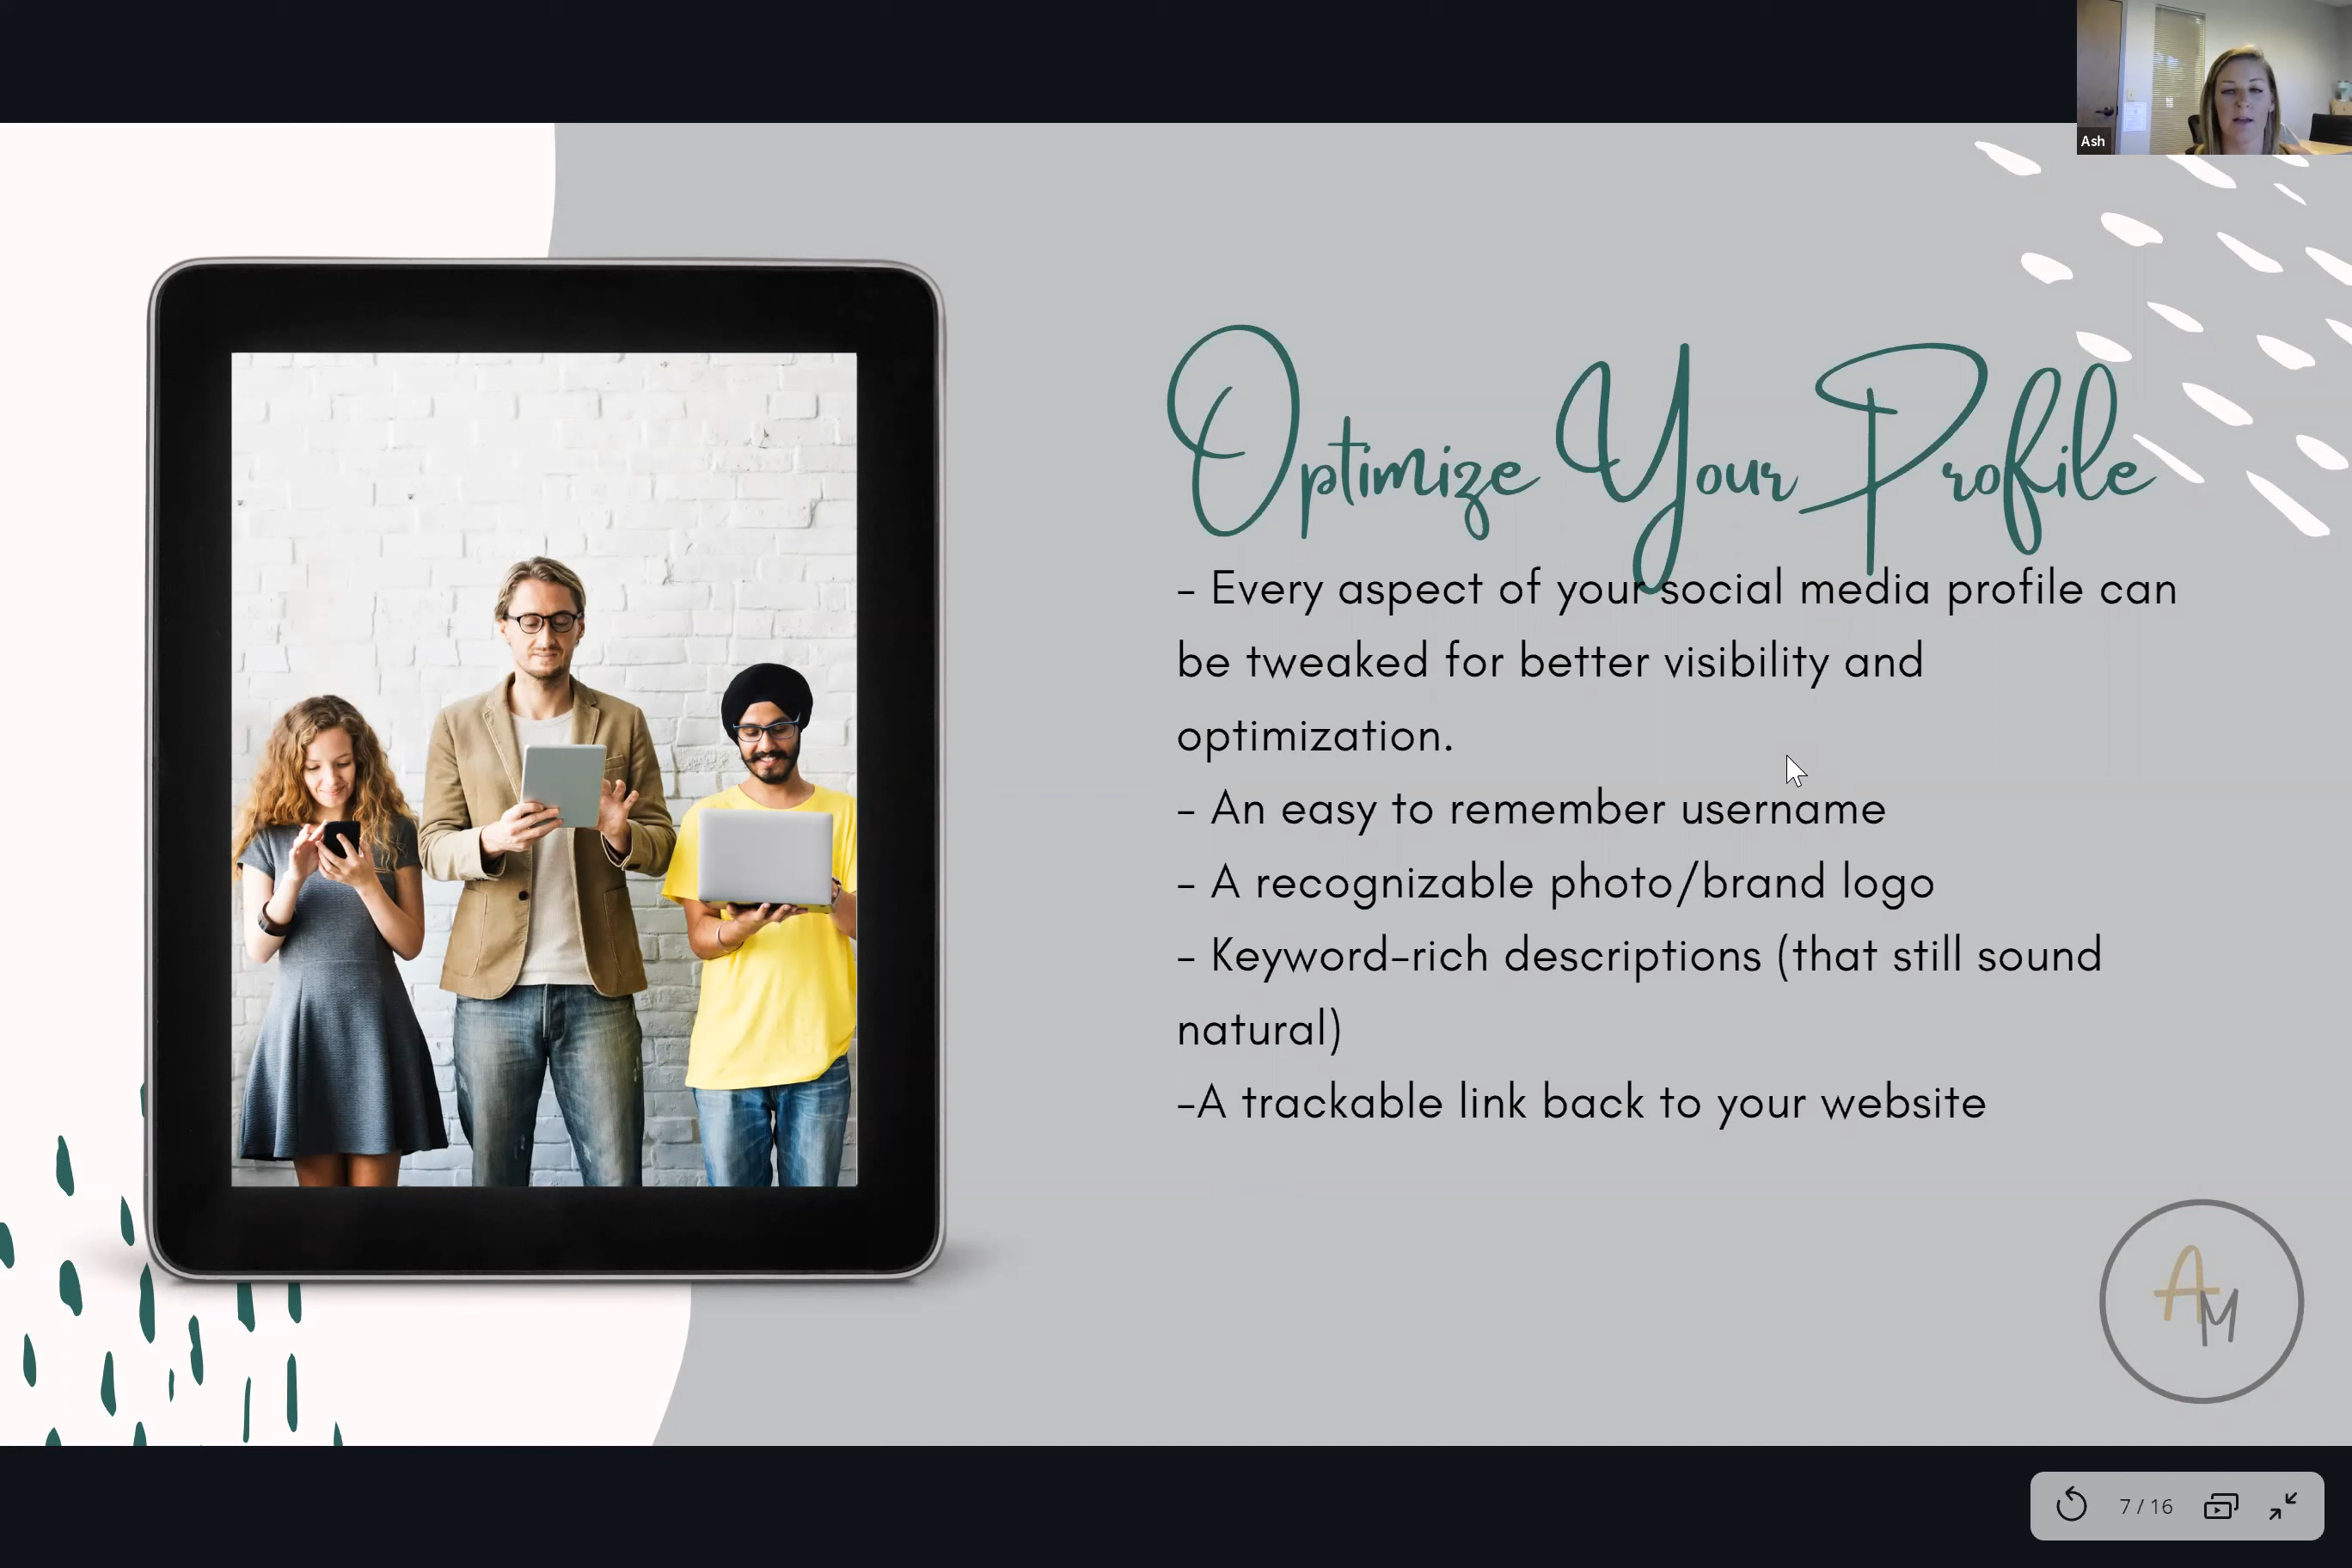 Ash
Optimize Your Profile
- Every aspect of your social media profile can
be tweaked for better visibility and
optimization.
- An easy to remember username
- A recognizable photo/brand logo
- Keyword-rich descriptions (that still sound
natural)
-A trackable link back to your website
AM
7 / 16